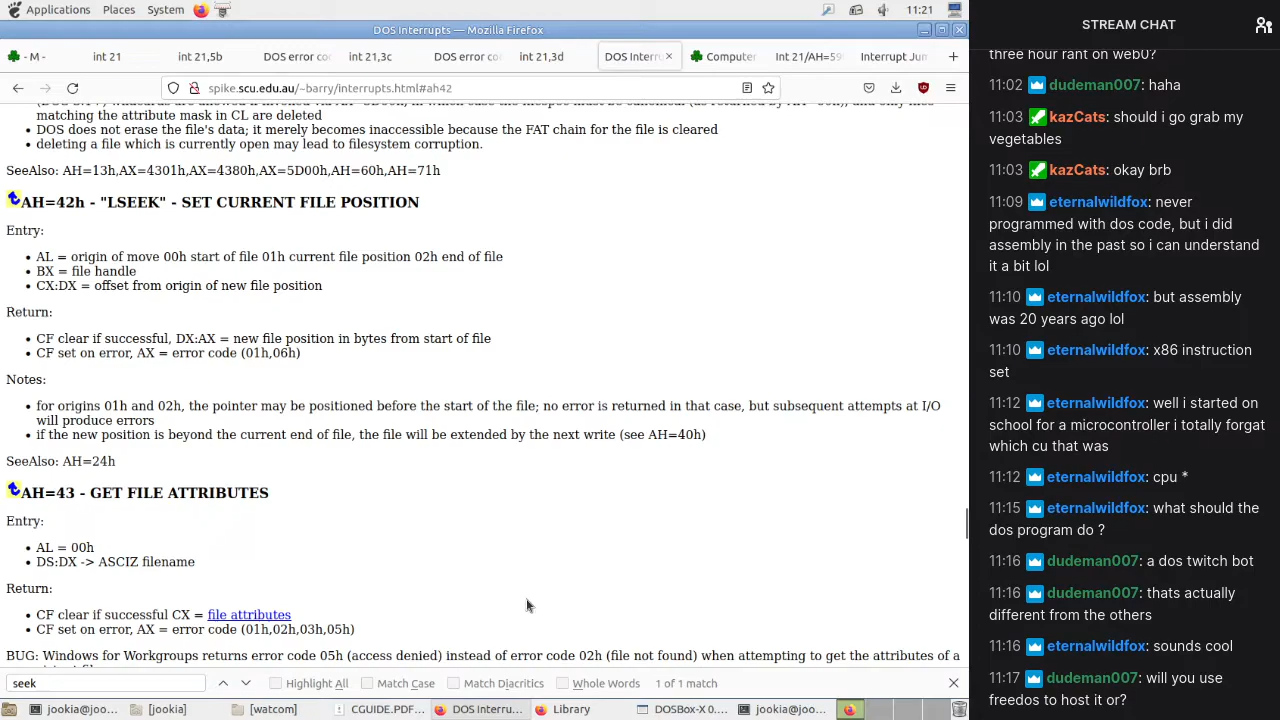 Applications Places System 11:21
DOS Interrupts — Mozilla Firefox
- M - int 21 int 21,5b DOS error co int 21,3c DOS error c int 21,3d DOS Interr Computer Int 21/AH=59 Interrupt Jum
spike.scu.edu.au/~barry/interrupts.html#ah42
matching the attribute mask in CL are deleted
DOS does not erase the file's data; it merely becomes inaccessible because the FAT chain for the file is cleared
deleting a file which is currently open may lead to filesystem corruption.
SeeAlso: AH=13h,AX=4301h,AX=4380h,AX=5D00h,AH=60h,AH=71h
AH=42h - "LSEEK" - SET CURRENT FILE POSITION
Entry:
AL = origin of move 00h start of file 01h current file position 02h end of file
BX = file handle
CX:DX = offset from origin of new file position
Return:
CF clear if successful, DX:AX = new file position in bytes from start of file
CF set on error, AX = error code (01h,06h)
Notes:
for origins 01h and 02h, the pointer may be positioned before the start of the file; no error is returned in that case, but subsequent attempts at I/O
will produce errors
if the new position is beyond the current end of file, the file will be extended by the next write (see AH=40h)
SeeAlso: AH=24h
AH=43 - GET FILE ATTRIBUTES
Entry:
AL = 00h
DS:DX -> ASCIZ filename
Return:
CF clear if successful CX = file attributes
CF set on error, AX = error code (01h,02h,03h,05h)
BUG: Windows for Workgroups returns error code 05h (access denied) instead of error code 02h (file not found) when attempting to get the attributes of a
seek Highlight All Match Case Match Diacritics Whole Words 1 of 1 match
jookia@joo... [jookia] [watcom] CGUIDE.PDF... DOS Interru... Library DOSBox-X 0.... jookia@joo...
STREAM CHAT
three hour rant on web0?
11:02 dudeman007: haha
11:03 kazCats: should i go grab my
vegetables
11:03 kazCats: okay brb
11:09 eternalwildfox: never
programmed with dos code, but i did
assembly in the past so i can understand
it a bit lol
11:10 eternalwildfox: but assembly
was 20 years ago lol
11:10 eternalwildfox: x86 instruction
set
11:12 eternalwildfox: well i started on
school for a microcontroller i totally forgat
which cu that was
11:12 eternalwildfox: cpu *
11:15 eternalwildfox: what should the
dos program do ?
11:16 dudeman007: a dos twitch bot
11:16 dudeman007: thats actually
different from the others
11:16 eternalwildfox: sounds cool
11:17 dudeman007: will you use
freedos to host it or?